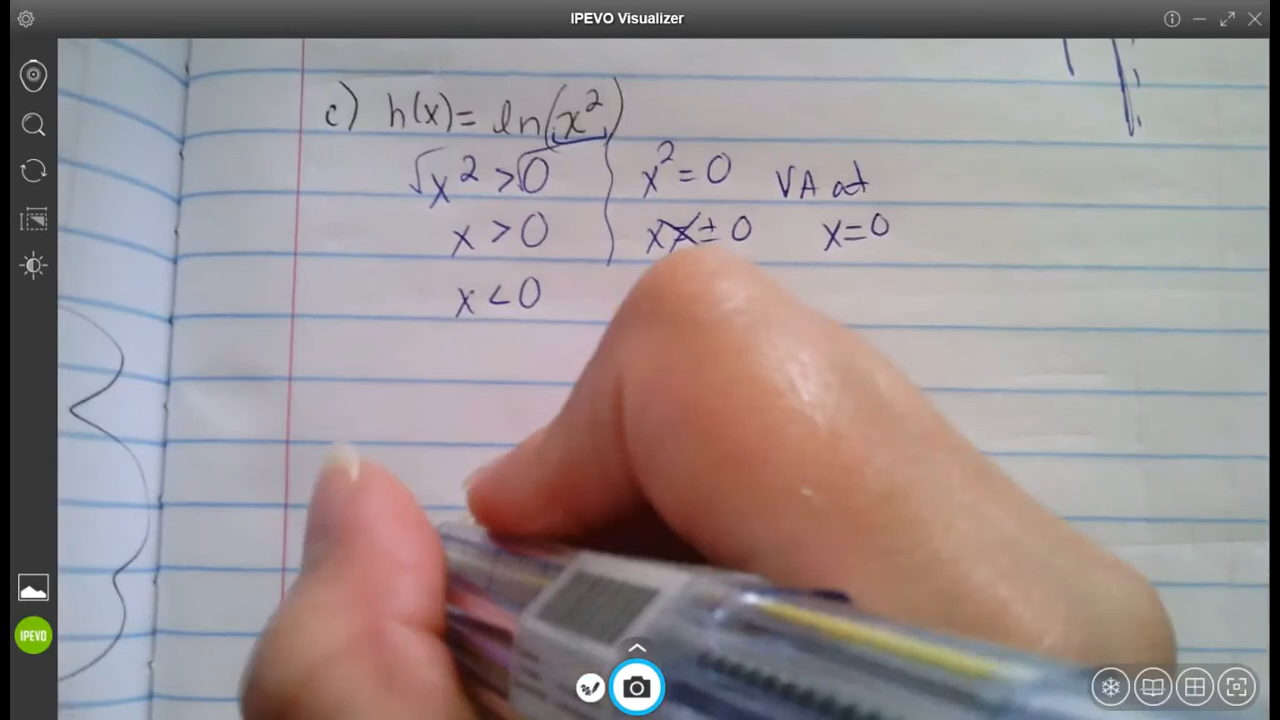 IPEVO Visualizer
c) h(x) = ln(x²)
√x² > √0
x > 0
x < 0
x² = 0
x x ± 0
VA at
x = 0
IPEVO